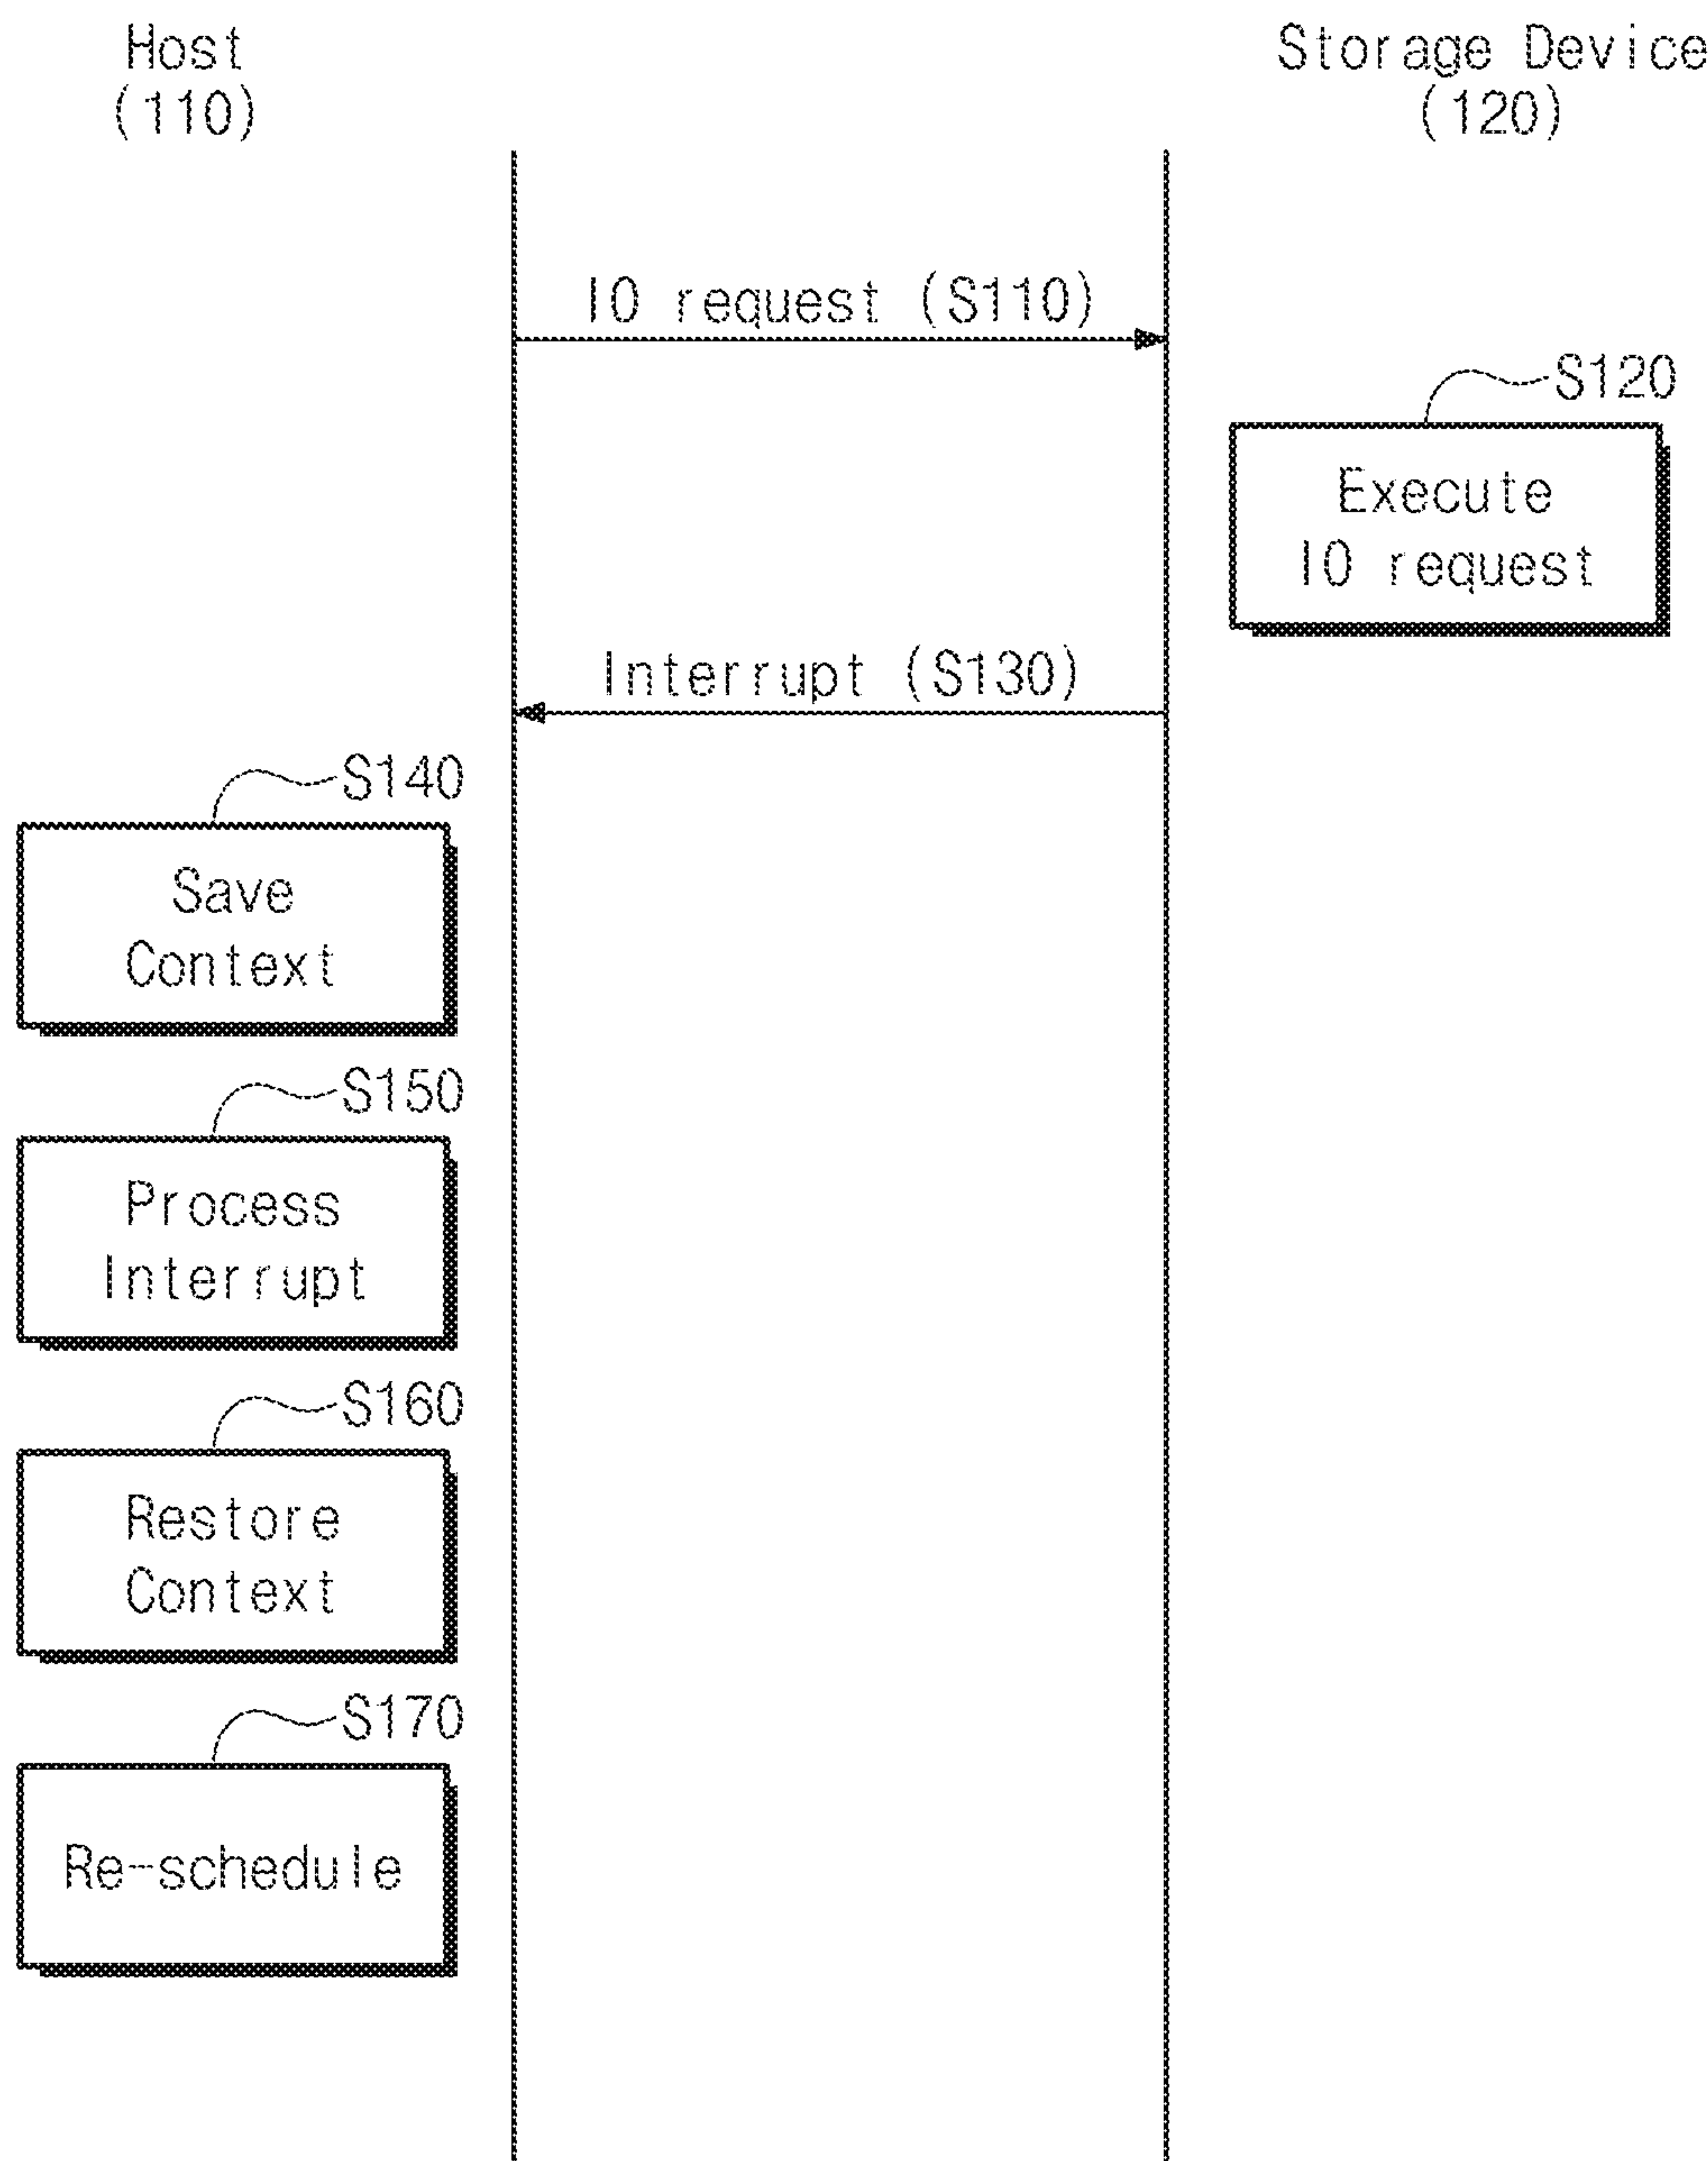 Host
(110)
Storage Device
(120)
IO request (S110)
S120
Execute
IO request
Interrupt (S130)
S140
Save
Context
S150
Process
Interrupt
S160
Restore
Context
S170
Re-schedule